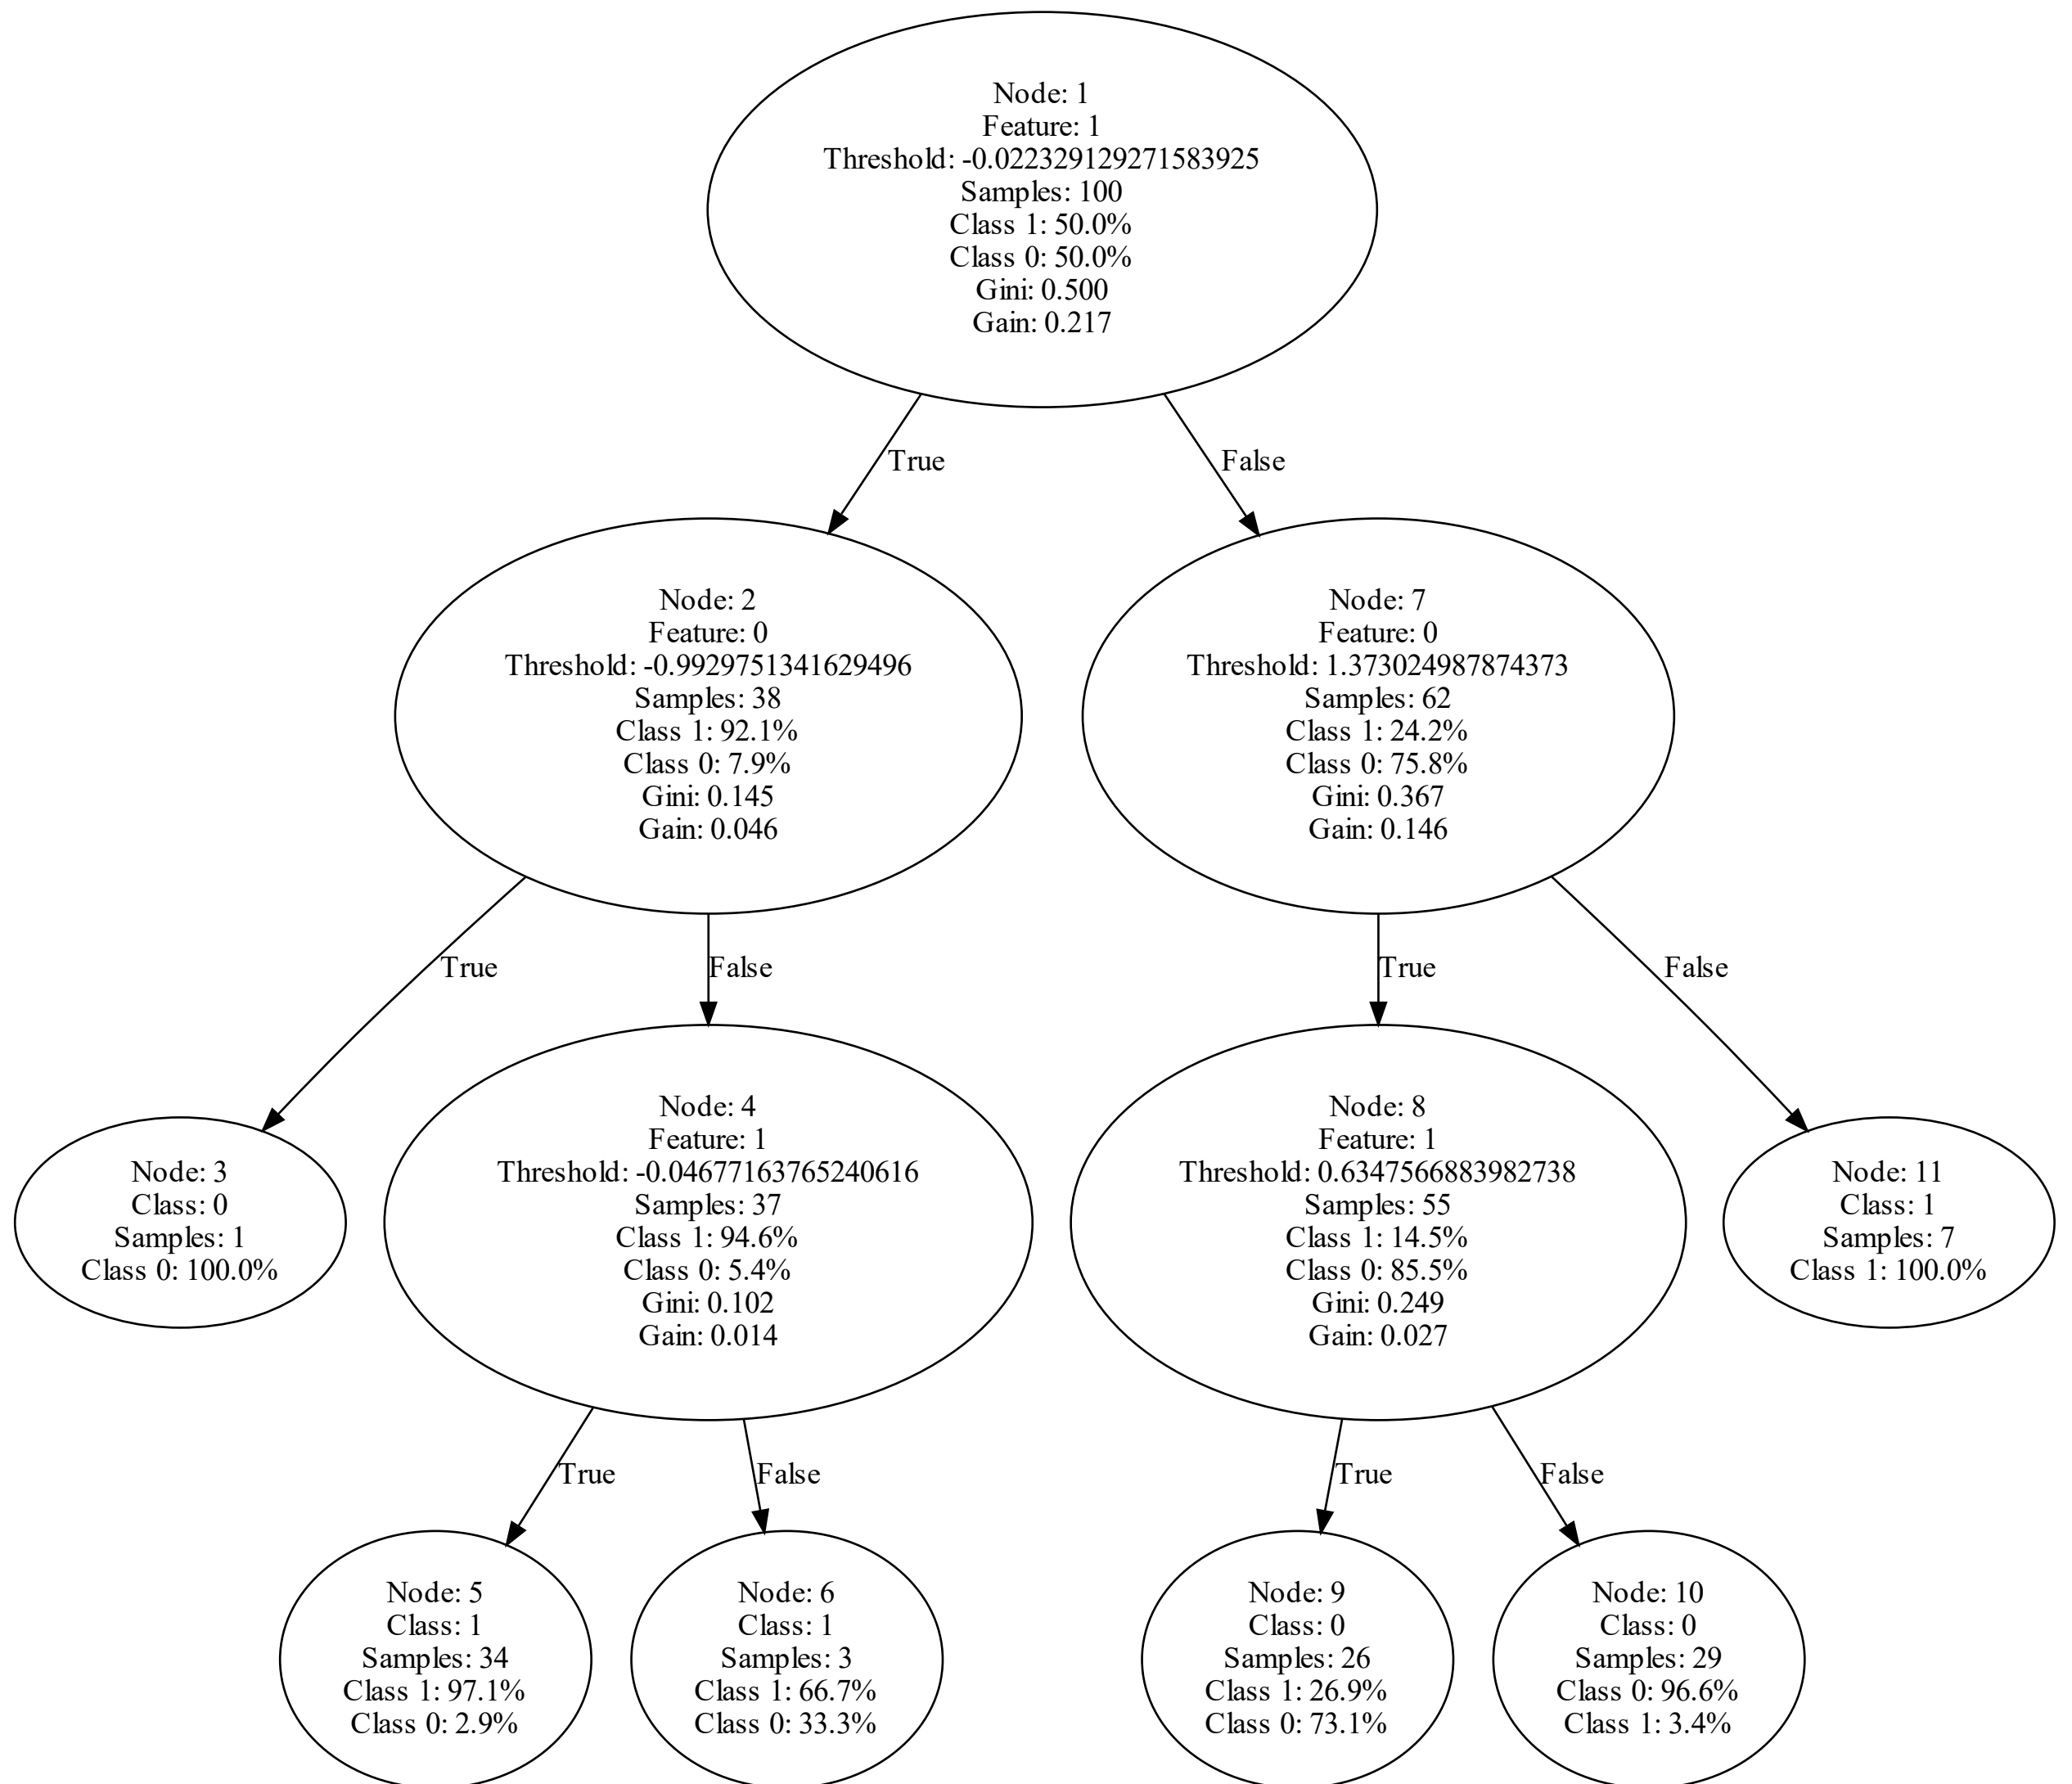 Node: 1
Feature: 1
Threshold: -0.022329129271583925
Samples: 100
Class 1: 50.0%
Class 0: 50.0%
Gini: 0.500
Gain: 0.217
True
False
Node: 2
Feature: 0
Threshold: -0.9929751341629496
Samples: 38
Class 1: 92.1%
Class 0: 7.9%
Gini: 0.145
Gain: 0.046
Node: 7
Feature: 0
Threshold: 1.373024987874373
Samples: 62
Class 1: 24.2%
Class 0: 75.8%
Gini: 0.367
Gain: 0.146
True
False
True
False
Node: 3
Class: 0
Samples: 1
Class 0: 100.0%
Node: 4
Feature: 1
Threshold: -0.04677163765240616
Samples: 37
Class 1: 94.6%
Class 0: 5.4%
Gini: 0.102
Gain: 0.014
Node: 8
Feature: 1
Threshold: 0.6347566883982738
Samples: 55
Class 1: 14.5%
Class 0: 85.5%
Gini: 0.249
Gain: 0.027
Node: 11
Class: 1
Samples: 7
Class 1: 100.0%
True
False
True
False
Node: 5
Class: 1
Samples: 34
Class 1: 97.1%
Class 0: 2.9%
Node: 6
Class: 1
Samples: 3
Class 1: 66.7%
Class 0: 33.3%
Node: 9
Class: 0
Samples: 26
Class 1: 26.9%
Class 0: 73.1%
Node: 10
Class: 0
Samples: 29
Class 0: 96.6%
Class 1: 3.4%